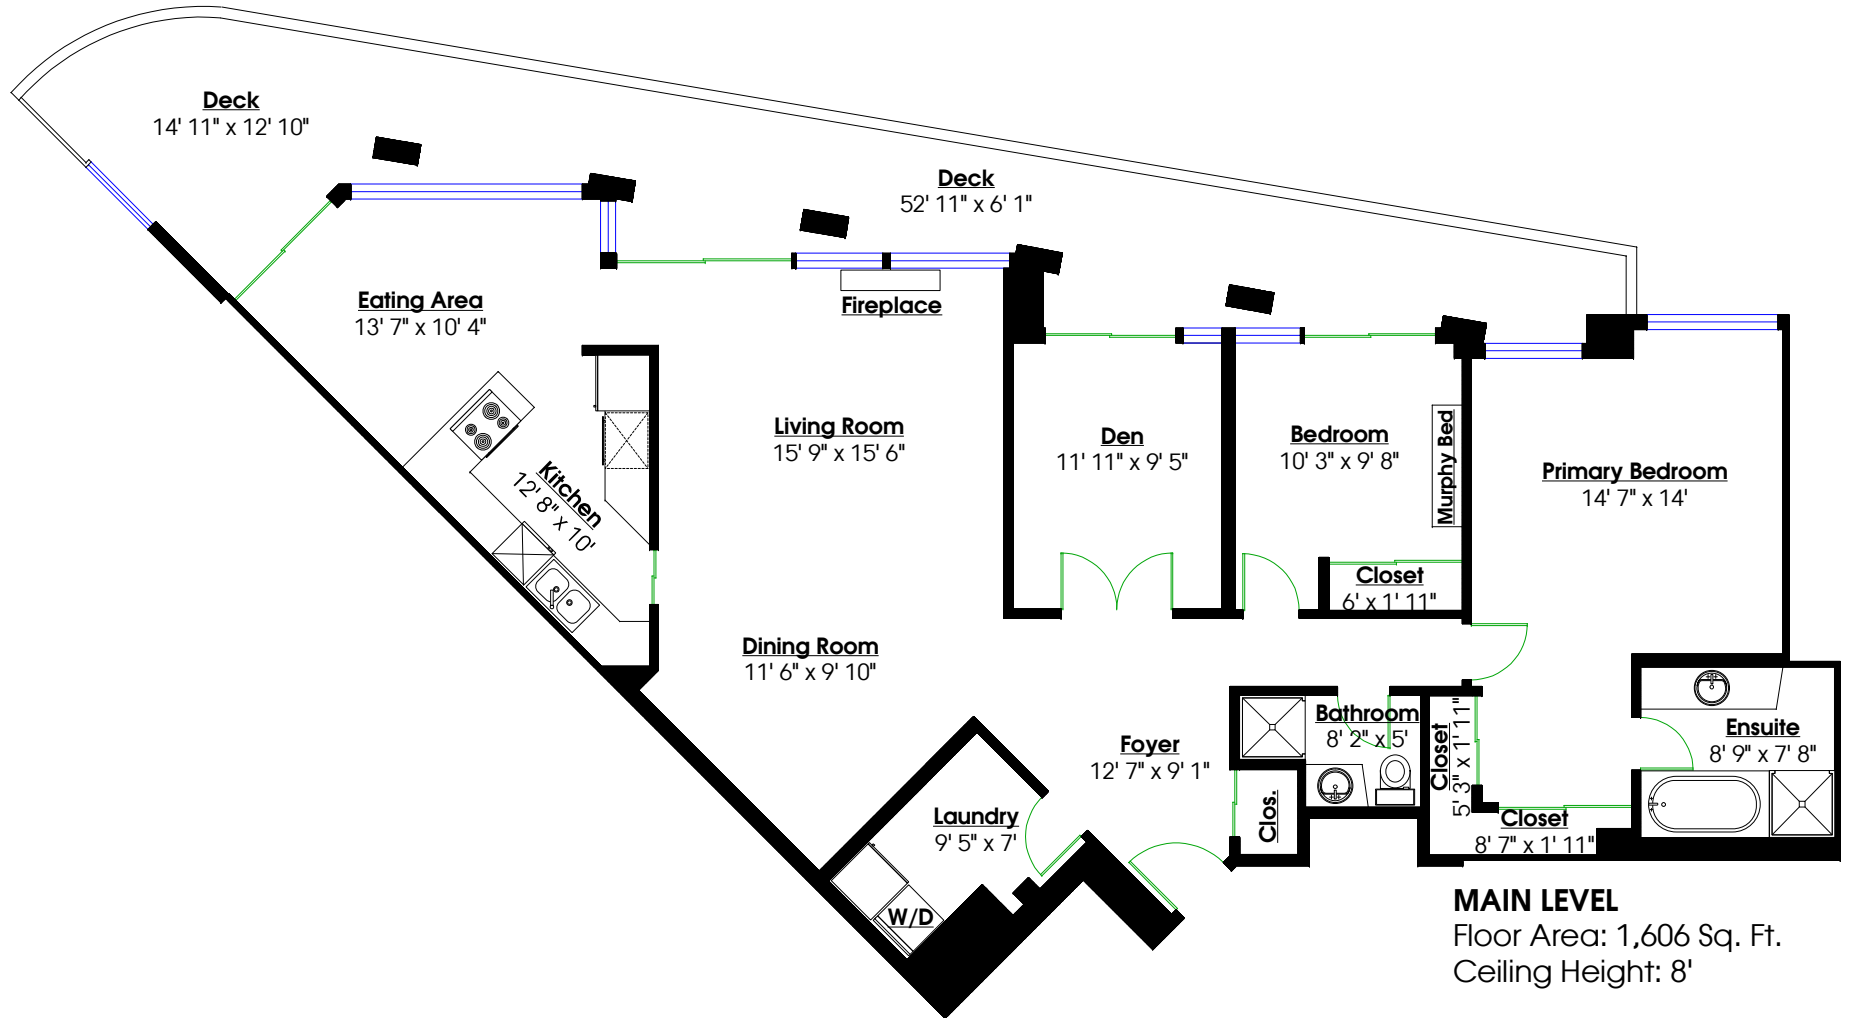 Deck
14' 11" x 12' 10"
Deck
52' 11" x 6' 1"
Eating Area
13' 7" x 10' 4"
Fireplace
Living Room
15' 9" x 15' 6"
Den
11' 11" x 9' 5"
Bedroom
10' 3" x 9' 8"
Murphy Bed
Primary Bedroom
14' 7" x 14'
Kitchen
12' 8" x 10'
Closet
6' x 1' 11"
Dining Room
11' 6" x 9' 10"
Foyer
12' 7" x 9' 1"
Bathroom
8' 2" x 5'
Closet
5' 3" x 1' 11"
Ensuite
8' 9" x 7' 8"
Laundry
9' 5" x 7'
Clos.
Closet
8' 7" x 1' 11"
W/D
MAIN LEVEL
Floor Area: 1,606 Sq. Ft.
Ceiling Height: 8'